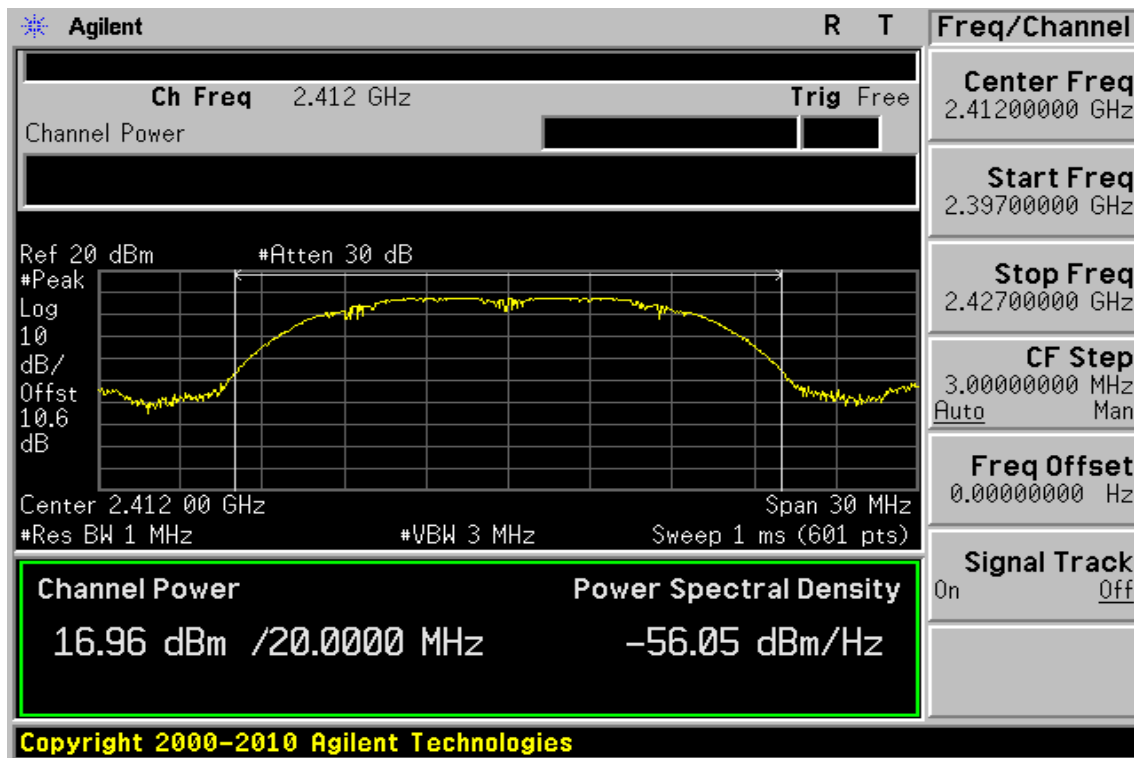 Agilent R T Freq/Channel
Ch Freq 2.412 GHz Trig Free
Channel Power
Center Freq
2.41200000 GHz
Start Freq
2.39700000 GHz
Stop Freq
2.42700000 GHz
CF Step
3.00000000 MHz
Auto Man
Freq Offset
0.00000000 Hz
Signal Track
On Off
Ref 20 dBm #Atten 30 dB
#Peak
Log
10
dB/
Offst
10.6
dB
Center 2.412 00 GHz Span 30 MHz
#Res BW 1 MHz #VBW 3 MHz Sweep 1 ms (601 pts)
Channel Power Power Spectral Density
16.96 dBm /20.0000 MHz -56.05 dBm/Hz
Copyright 2000-2010 Agilent Technologies